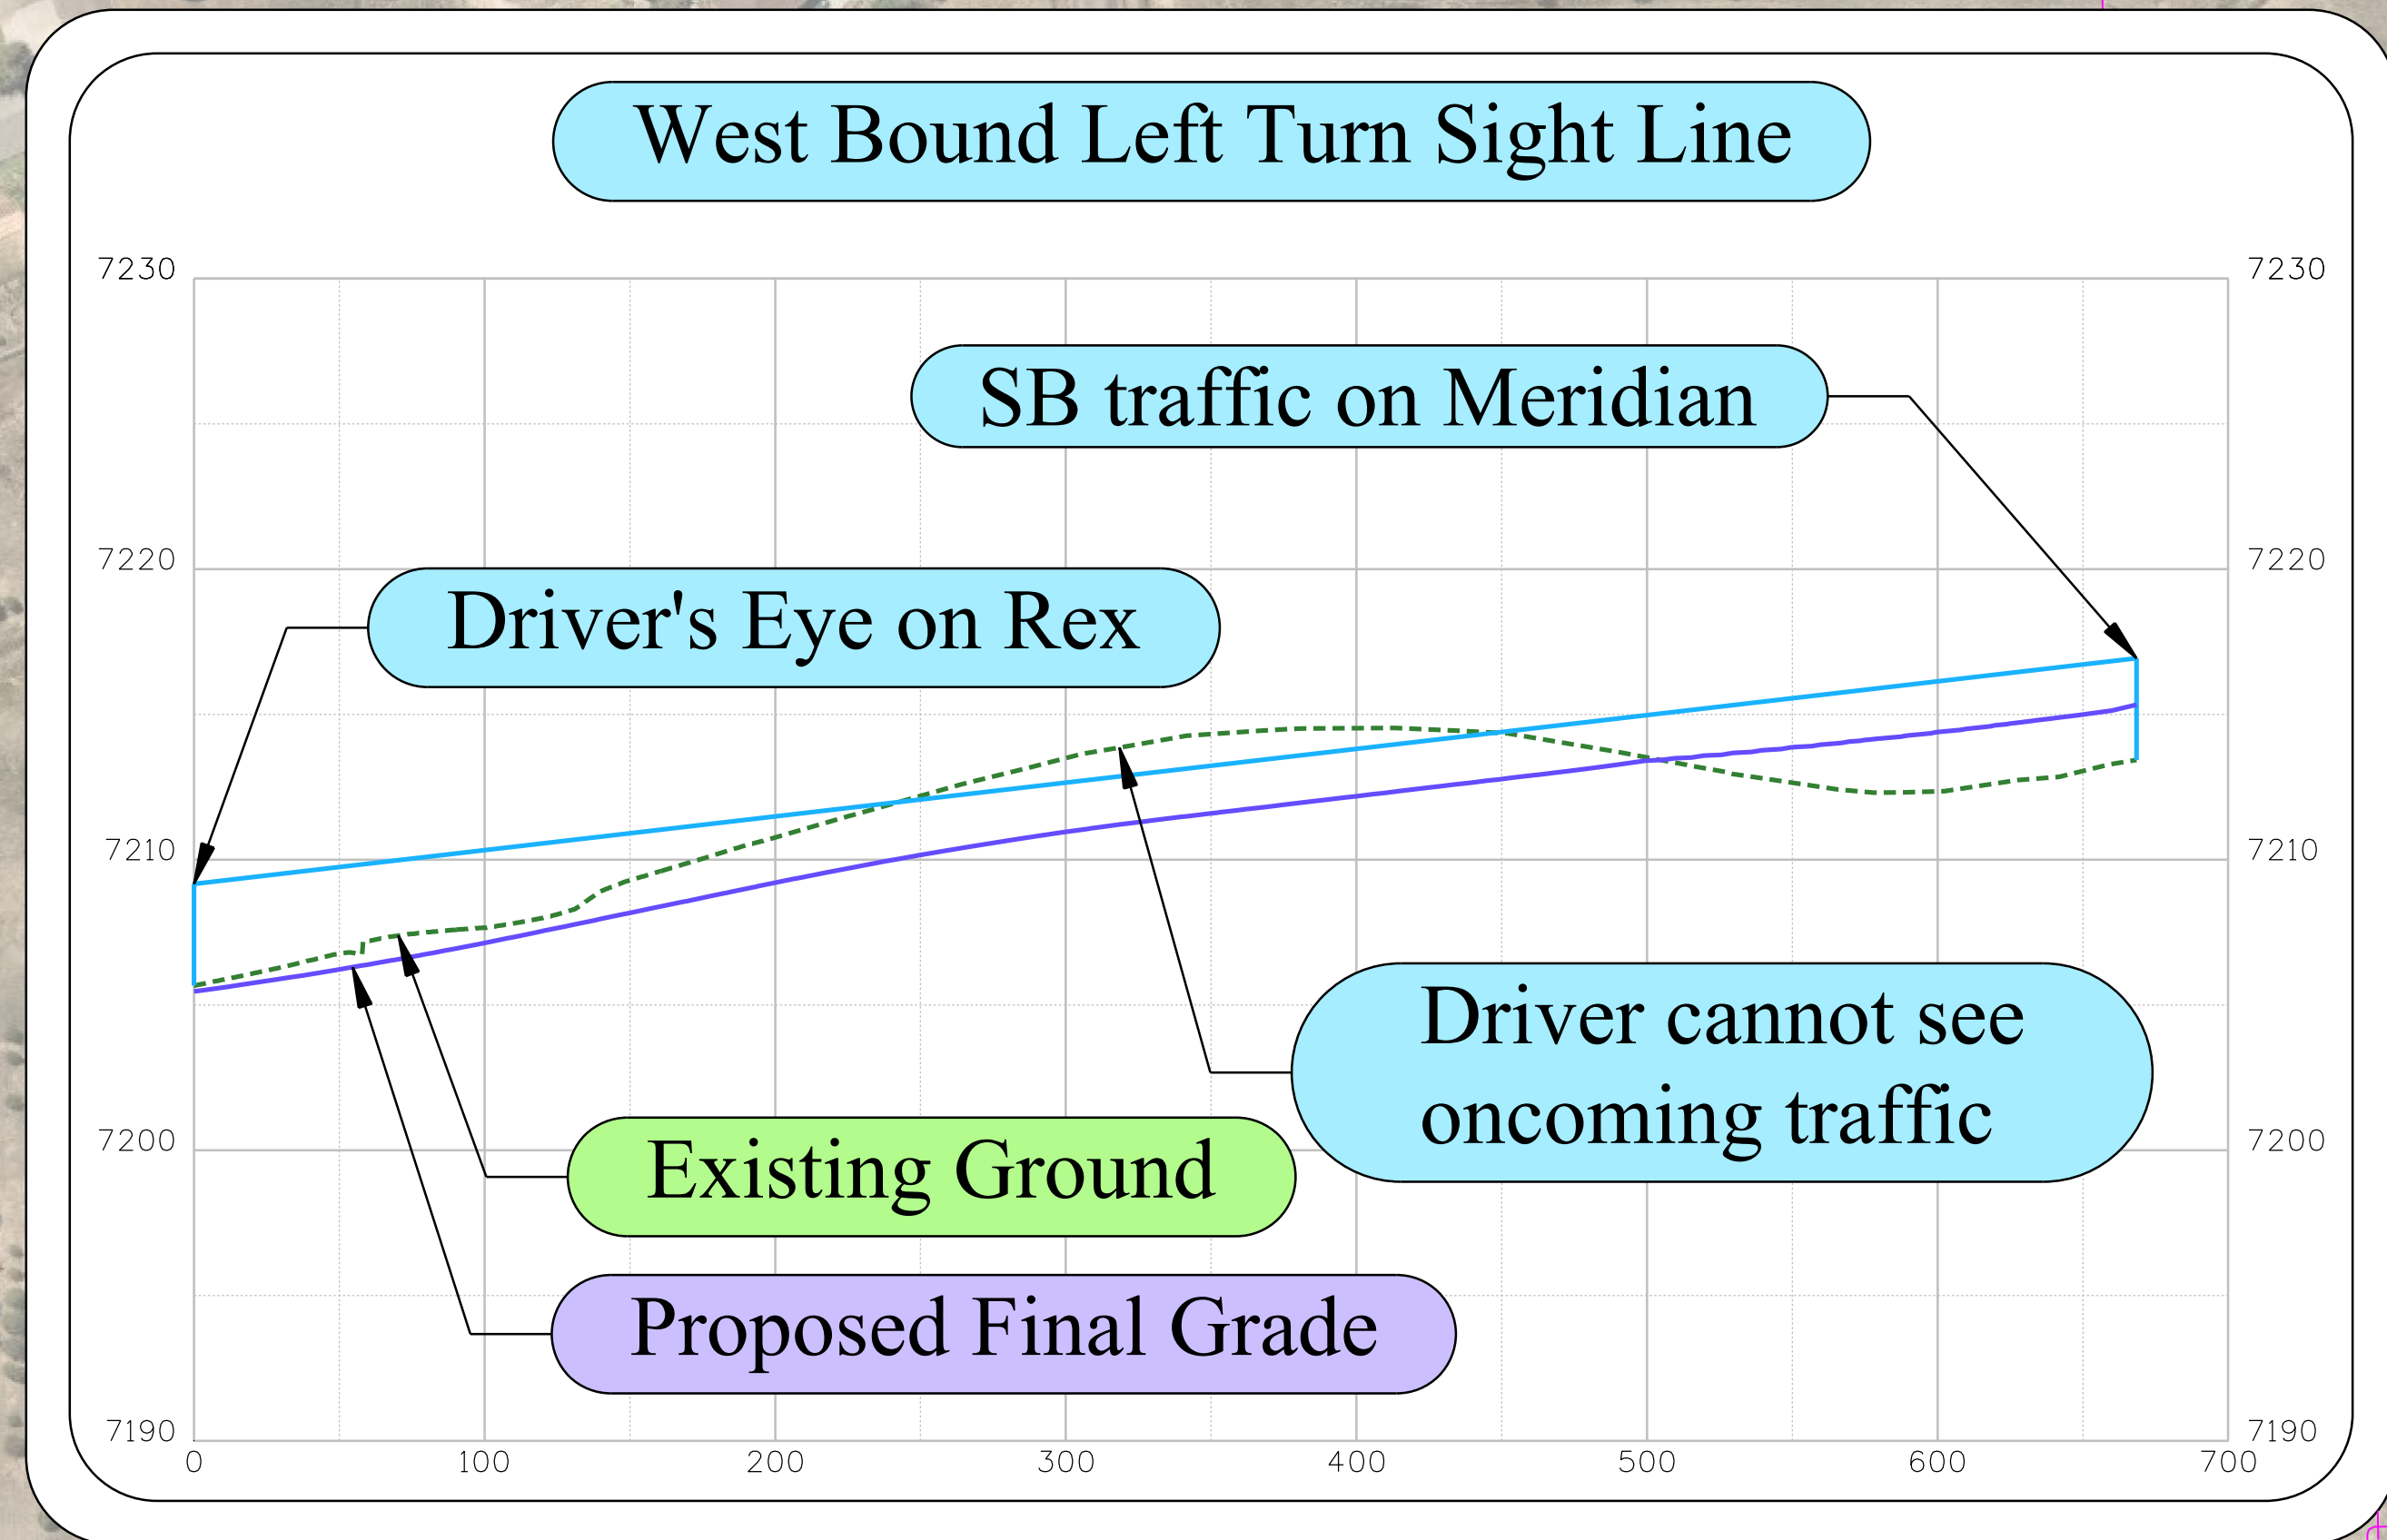 West Bound Left Turn Sight Line
7230 7230
SB traffic on Meridian
7220 7220
Driver's Eye on Rex
7210 7210
Driver cannot see
oncoming traffic
7200 7200
Existing Ground
Proposed Final Grade
7190 7190
0 100 200 300 400 500 600 700